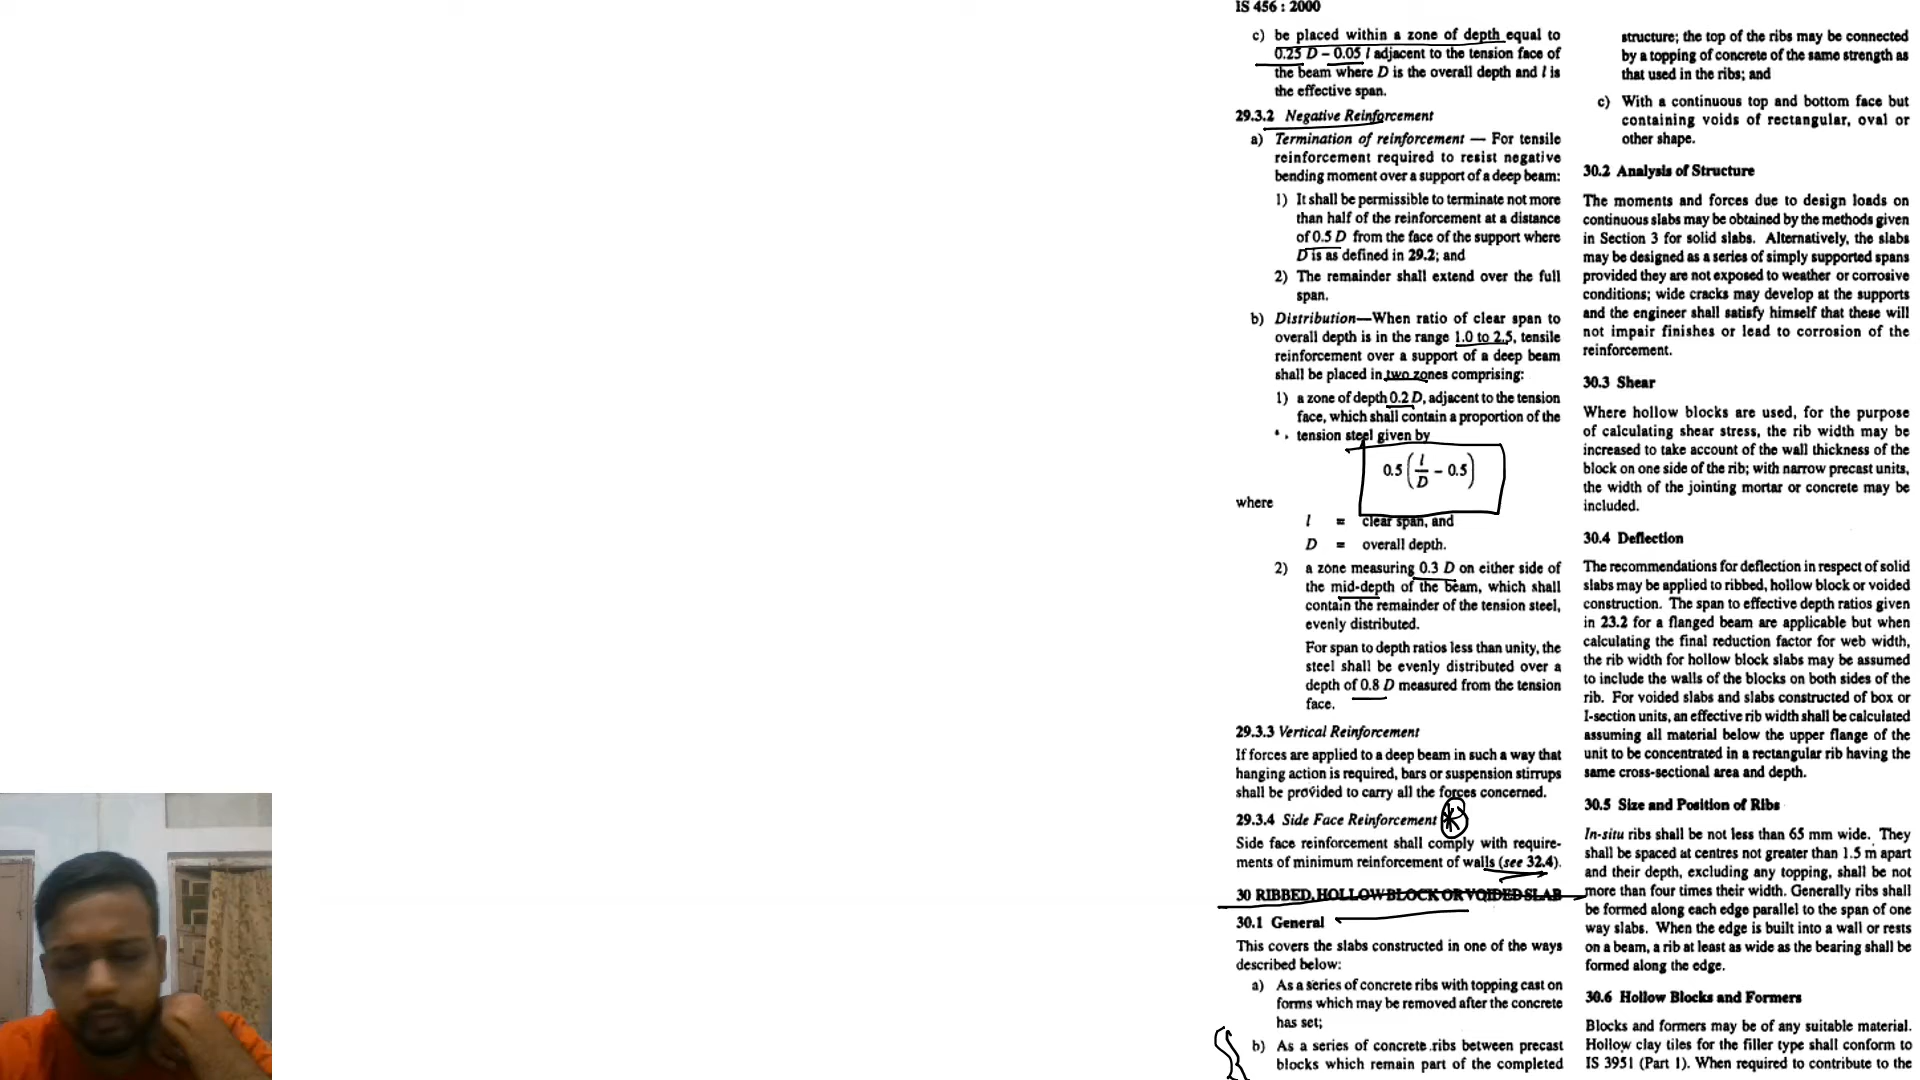 IS 456 : 2000
c) be placed within a zone of depth equal to
0.25 D – 0.05 l adjacent to the tension face of
the beam where D is the overall depth and l is
the effective span.
29.3.2 Negative Reinforcement
a) Termination of reinforcement — For tensile
reinforcement required to resist negative
bending moment over a support of a deep beam:
1) It shall be permissible to terminate not more
than half of the reinforcement at a distance
of 0.5 D from the face of the support where
D is as defined in 29.2; and
2) The remainder shall extend over the full
span.
b) Distribution—When ratio of clear span to
overall depth is in the range 1.0 to 2.5, tensile
reinforcement over a support of a deep beam
shall be placed in two zones comprising:
1) a zone of depth 0.2 D, adjacent to the tension
face, which shall contain a proportion of the
tension steel given by
0.5 (l/D – 0.5)
where
l = clear span, and
D = overall depth.
2) a zone measuring 0.3 D on either side of
the mid-depth of the beam, which shall
contain the remainder of the tension steel,
evenly distributed.
For span to depth ratios less than unity, the
steel shall be evenly distributed over a
depth of 0.8 D measured from the tension
face.
29.3.3 Vertical Reinforcement
If forces are applied to a deep beam in such a way that
hanging action is required, bars or suspension stirrups
shall be provided to carry all the forces concerned.
29.3.4 Side Face Reinforcement
Side face reinforcement shall comply with require-
ments of minimum reinforcement of walls (see 32.4).
30 RIBBED, HOLLOW BLOCK OR VOIDED SLAB
30.1 General
This covers the slabs constructed in one of the ways
described below:
a) As a series of concrete ribs with topping cast on
forms which may be removed after the concrete
has set;
b) As a series of concrete ribs between precast
blocks which remain part of the completed
structure; the top of the ribs may be connected
by a topping of concrete of the same strength as
that used in the ribs; and
c) With a continuous top and bottom face but
containing voids of rectangular, oval or
other shape.
30.2 Analysis of Structure
The moments and forces due to design loads on
continuous slabs may be obtained by the methods given
in Section 3 for solid slabs. Alternatively, the slabs
may be designed as a series of simply supported spans
provided they are not exposed to weather or corrosive
conditions; wide cracks may develop at the supports
and the engineer shall satisfy himself that these will
not impair finishes or lead to corrosion of the
reinforcement.
30.3 Shear
Where hollow blocks are used, for the purpose
of calculating shear stress, the rib width may be
increased to take account of the wall thickness of the
block on one side of the rib; with narrow precast units,
the width of the jointing mortar or concrete may be
included.
30.4 Deflection
The recommendations for deflection in respect of solid
slabs may be applied to ribbed, hollow block or voided
construction. The span to effective depth ratios given
in 23.2 for a flanged beam are applicable but when
calculating the final reduction factor for web width,
the rib width for hollow block slabs may be assumed
to include the walls of the blocks on both sides of the
rib. For voided slabs and slabs constructed of box or
I-section units, an effective rib width shall be calculated
assuming all material below the upper flange of the
unit to be concentrated in a rectangular rib having the
same cross-sectional area and depth.
30.5 Size and Position of Ribs
In-situ ribs shall be not less than 65 mm wide. They
shall be spaced at centres not greater than 1.5 m apart
and their depth, excluding any topping, shall be not
more than four times their width. Generally ribs shall
be formed along each edge parallel to the span of one
way slabs. When the edge is built into a wall or rests
on a beam, a rib at least as wide as the bearing shall be
formed along the edge.
30.6 Hollow Blocks and Formers
Blocks and formers may be of any suitable material.
Hollow clay tiles for the filler type shall conform to
IS 3951 (Part 1). When required to contribute to the